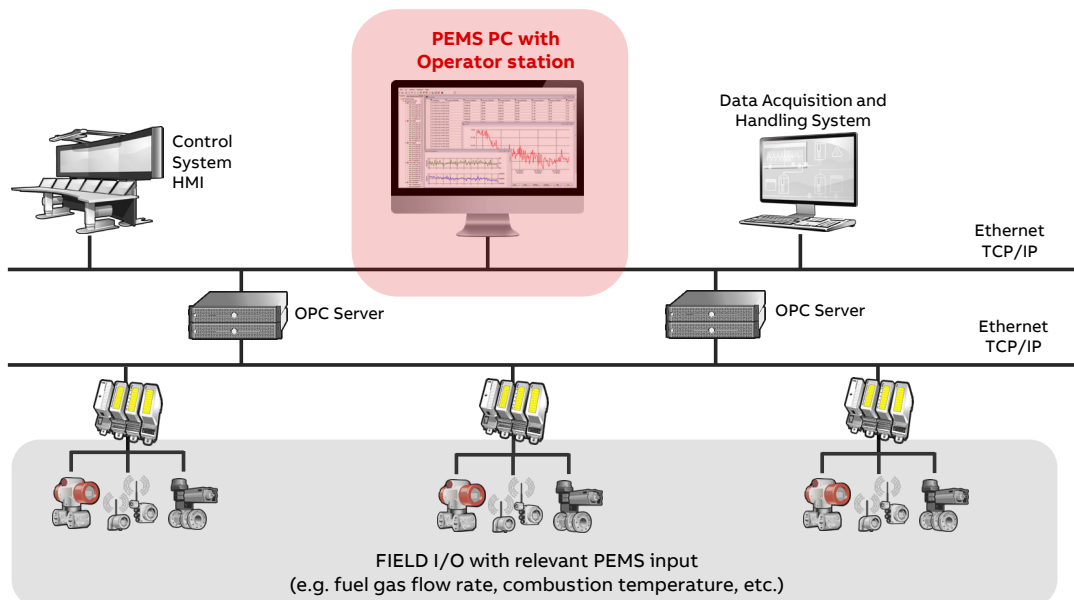 PEMS PC with
Operator station
Control
System
HMI
Data Acquisition and
Handling System
Ethernet
TCP/IP
OPC Server
OPC Server
Ethernet
TCP/IP
FIELD I/O with relevant PEMS input
(e.g. fuel gas flow rate, combustion temperature, etc.)